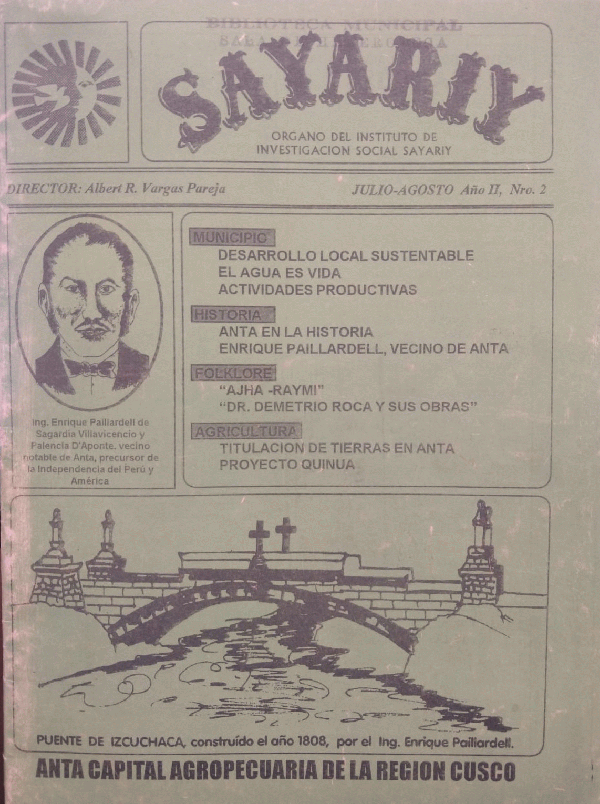 BIBLIOTECA MUNICIPAL
SAYARIY
ORGANO DEL INSTITUTO DE
INVESTIGACION SOCIAL SAYARIY
DIRECTOR: Albert R. Vargas Pareja
JULIO-AGOSTO Año II, Nro. 2
MUNICIPIO
DESARROLLO LOCAL SUSTENTABLE
EL AGUA ES VIDA
ACTIVIDADES PRODUCTIVAS
HISTORIA
ANTA EN LA HISTORIA
ENRIQUE PAILLARDELL, VECINO DE ANTA
FOLKLORE
“AJHA -RAYMI”
“DR. DEMETRIO ROCA Y SUS OBRAS”
AGRICULTURA
TITULACION DE TIERRAS EN ANTA
PROYECTO QUINUA
Ing. Enrique Paillardell de
Sagardia Villavicencio y
Palencia D'Aponte, vecino
notable de Anta, precursor de
la Independencia del Perú y
América
PUENTE DE IZCUCHACA, construído el año 1808, por el Ing. Enrique Paillardell.
ANTA CAPITAL AGROPECUARIA DE LA REGION CUSCO